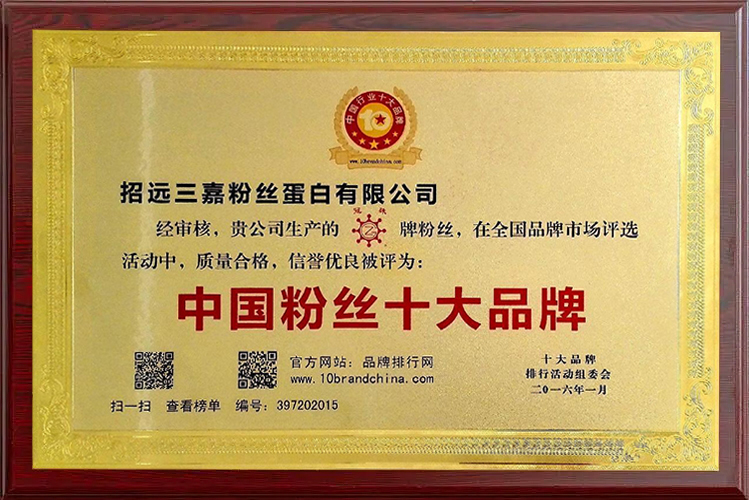 中国行业十大品牌
10
www.10brandchina.com
招远三嘉粉丝蛋白有限公司
经审核，贵公司生产的 牌粉丝，在全国品牌市场评选
活动中，质量合格，信誉优良被评为：
中国粉丝十大品牌
官方网站：品牌排行网
www.10brandchina.com
扫一扫 查看榜单 编号：397202015
十大品牌
排行活动组委会
二〇一六年一月